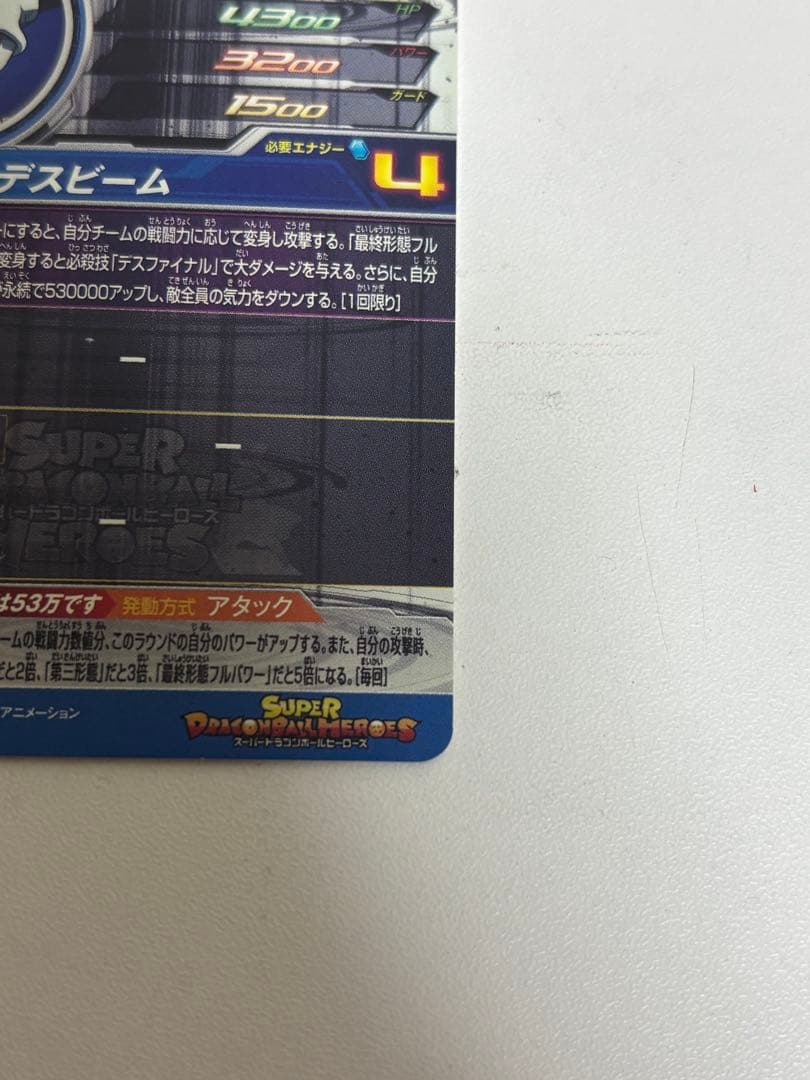 4300 HP
3200 パワー
1500 ガード
必要エナジー 4
デスビーム
ーにすると、自分チームの戦闘力に応じて変身し攻撃する。「最終形態フル
変身すると必殺技「デスファイナル」で大ダメージを与える。さらに、自分
が永続で530000アップし、敵全員の気力をダウンする。[1回限り]
ー
ー
SUPER
DRAGONBALL
スーパードラゴンボールヒーローズ
HEROES
ー
は53万です 発動方式 アタック
ームの戦闘力数値分、このラウンドの自分のパワーがアップする。また、自分の攻撃時、
だと2倍、「第三形態」だと3倍、「最終形態フルパワー」だと5倍になる。[毎回]
アニメーション
SUPER
DRAGONBALL HEROES
スーパードラゴンボールヒーローズ